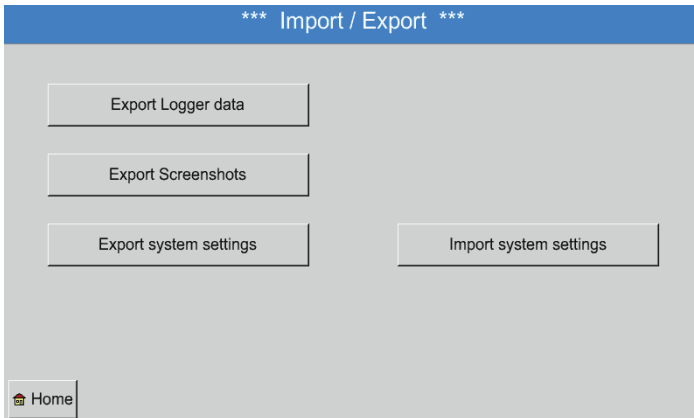 *** Import / Export ***
Export Logger data
Export Screenshots
Export system settings
Import system settings
Home